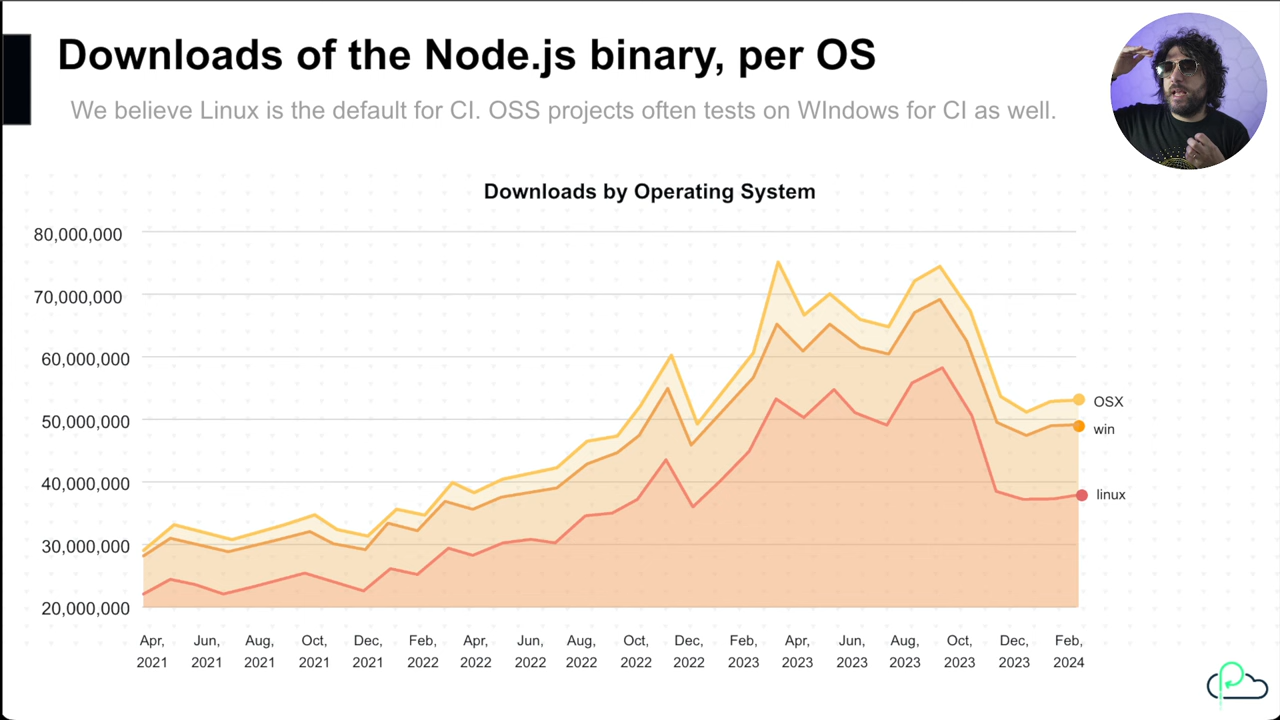 Downloads of the Node.js binary, per OS
We believe Linux is the default for CI. OSS projects often tests on WIndows for CI as well.
Downloads by Operating System
80,000,000
70,000,000
60,000,000
50,000,000
40,000,000
30,000,000
20,000,000
OSX
win
linux
Apr, Jun, Aug, Oct, Dec, Feb, Apr, Jun, Aug, Oct, Dec, Feb, Apr, Jun, Aug, Oct, Dec, Feb,
2021 2021 2021 2021 2021 2022 2022 2022 2022 2022 2022 2023 2023 2023 2023 2023 2023 2024